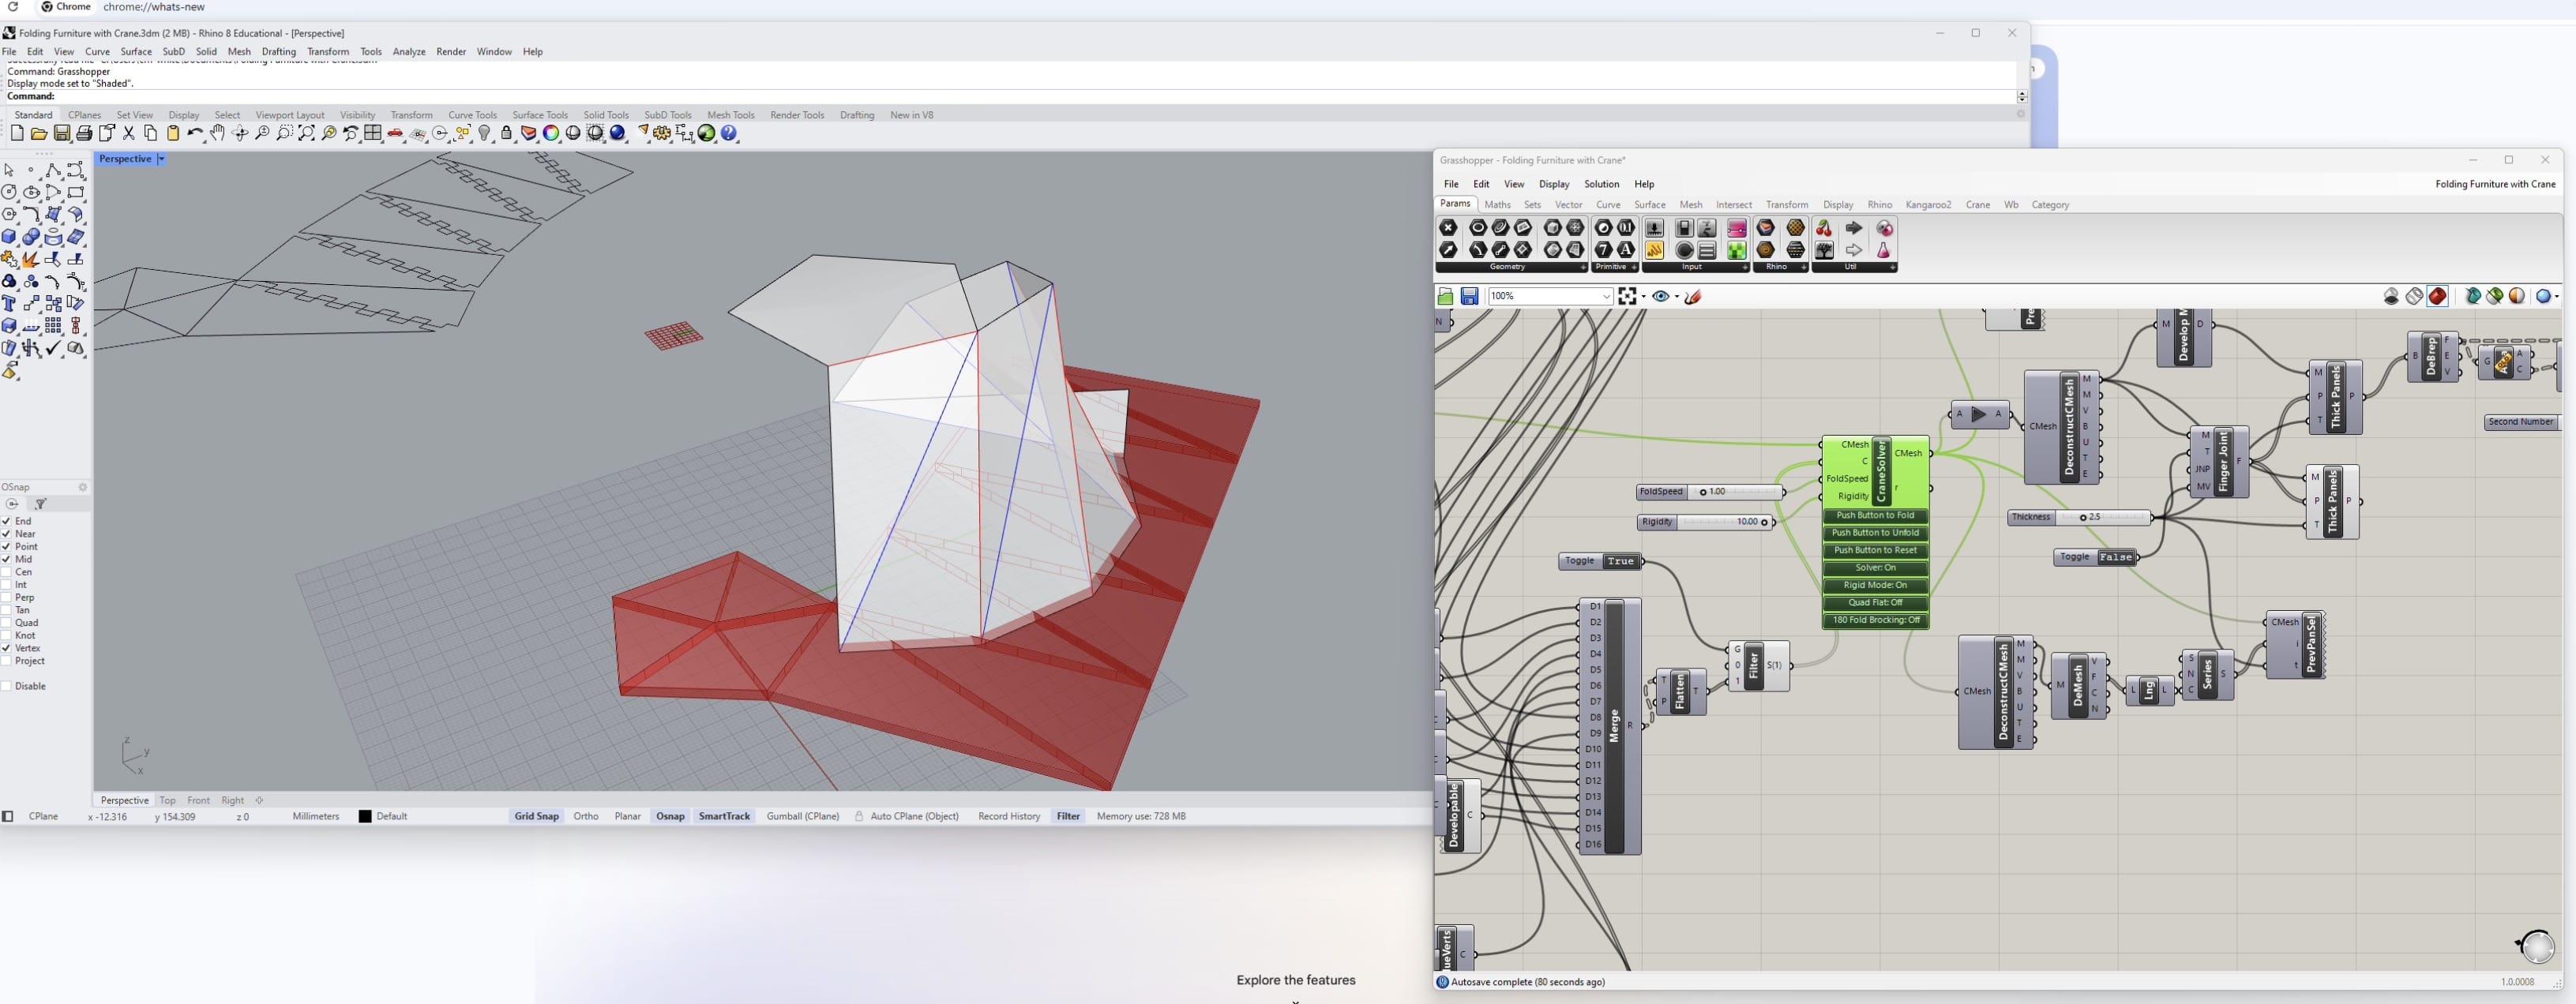 Chrome chrome://whats-new
Folding Furniture with Crane.3dm (2 MB) - Rhino 8 Educational - [Perspective]
File Edit View Curve Surface SubD Solid Mesh Drafting Transform Tools Analyze Render Window Help
Command: Grasshopper
Display mode set to "Shaded".
Command:
Standard CPlanes Set View Display Select Viewport Layout Visibility Transform Curve Tools Surface Tools Solid Tools SubD Tools Mesh Tools Render Tools Drafting New in V8
Perspective
OSnap
End
Near
Point
Mid
Cen
Int
Perp
Tan
Quad
Knot
Vertex
Project
Disable
z
y
x
Perspective Top Front Right
CPlane x -12.316 y 154.309 z 0 Millimeters Default Grid Snap Ortho Planar Osnap SmartTrack Gumball (CPlane) Auto CPlane (Object) Record History Filter Memory use: 728 MB
Explore the features
Grasshopper - Folding Furniture with Crane*
File Edit View Display Solution Help Folding Furniture with Crane
Params Maths Sets Vector Curve Surface Mesh Intersect Transform Display Rhino Kangaroo2 Crane Wb Category
Geometry Primitive Input Rhino Util
100%
N
Pre
M Develop M D
B DeBrep F E V
G A C
Second Number
M P T Thick Panels P
A A
CMesh DeconstructCMesh M M V B U T E
M T JNP MV Finger Joint F
M P T Thick Panels P
CMesh C FoldSpeed Rigidity CraneSolver CMesh r
Push Button to Fold
Push Button to Unfold
Push Button to Reset
Solver: On
Rigid Mode: On
Quad Flat: Off
180 Fold Brocking: Off
FoldSpeed 1.00
Rigidity 10.00
Thickness 2.5
Toggle True
Toggle False
D1
D2
D3
D4
D5
D6
D7
D8
D9
D10
D11
D12
D13
D14
D15
D16
Merge R
T P Flatten T
G 0 1 Filter S(1)
CMesh DeconstructCMesh M M V B U T E
M DeMesh V F C N
L Lng L
S N C Series S
CMesh i t PrevPanSel
Developable C
ueVerts C
Autosave complete (80 seconds ago) 1.0.0008